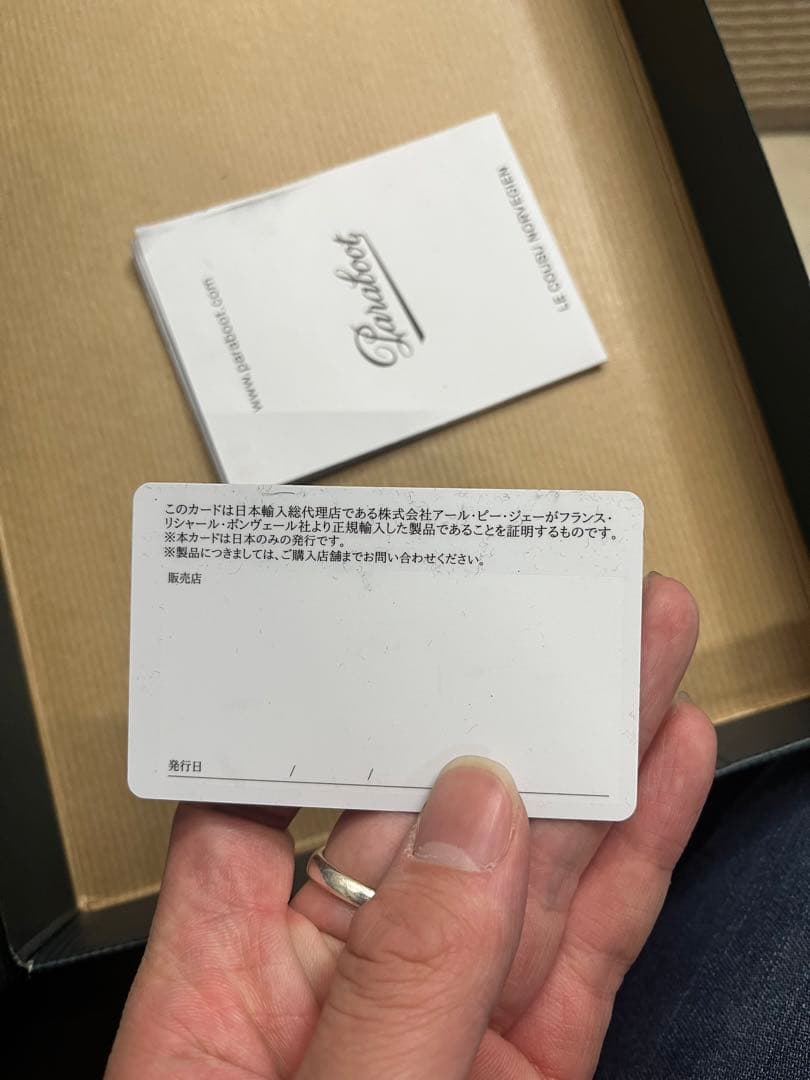 LE COUSU NORVEGIEN
Paraboot
www.paraboot.com
このカードは日本輸入総代理店である株式会社アール・ピー・ジェーがフランス・
リシャール・ポンヴェール社より正規輸入した製品であることを証明するものです。
※本カードは日本のみの発行です。
※製品につきましては、ご購入店舗までお問い合わせください。
販売店
発行日 / /